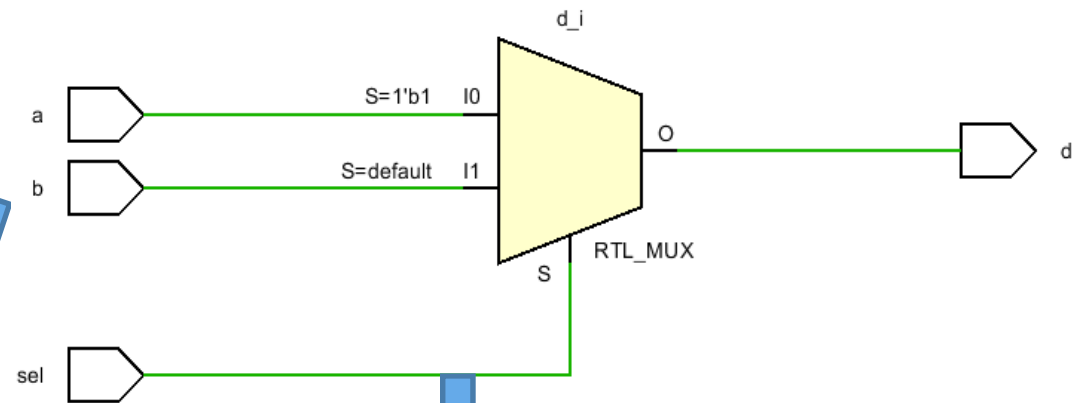 d_i
a
S=1'b1 I0
O
d
b
S=default I1
RTL_MUX
S
sel